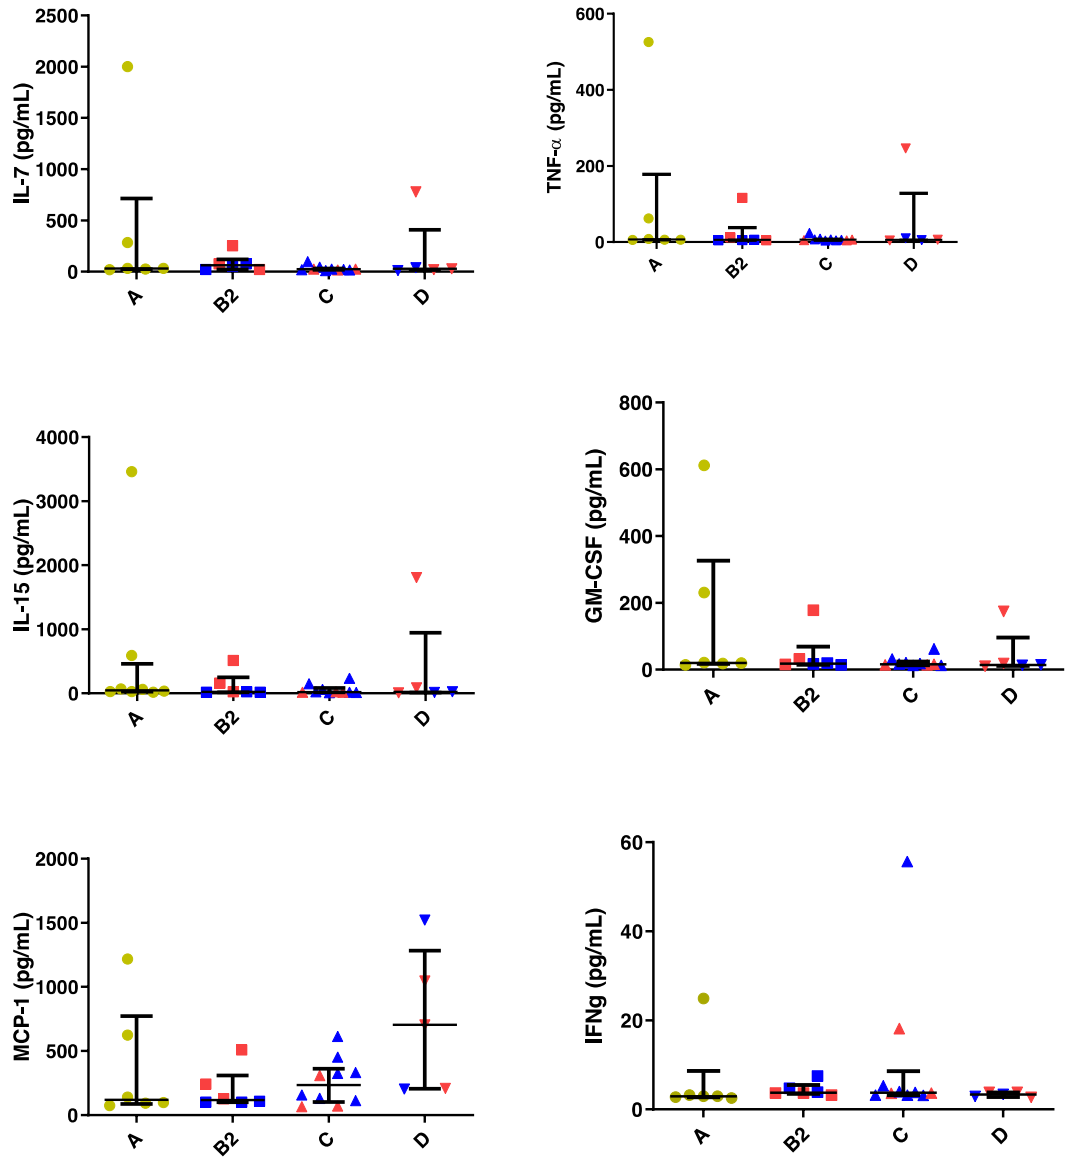 IL-7 (pg/mL)
2500
2000
1500
1000
500
0
A
B2
C
D
TNF-α (pg/mL)
600
400
200
0
A
B2
C
D
IL-15 (pg/mL)
4000
3000
2000
1000
0
A
B2
C
D
GM-CSF (pg/mL)
800
600
400
200
0
A
B2
C
D
MCP-1 (pg/mL)
2000
1500
1000
500
0
A
B2
C
D
IFNg (pg/mL)
60
40
20
0
A
B2
C
D